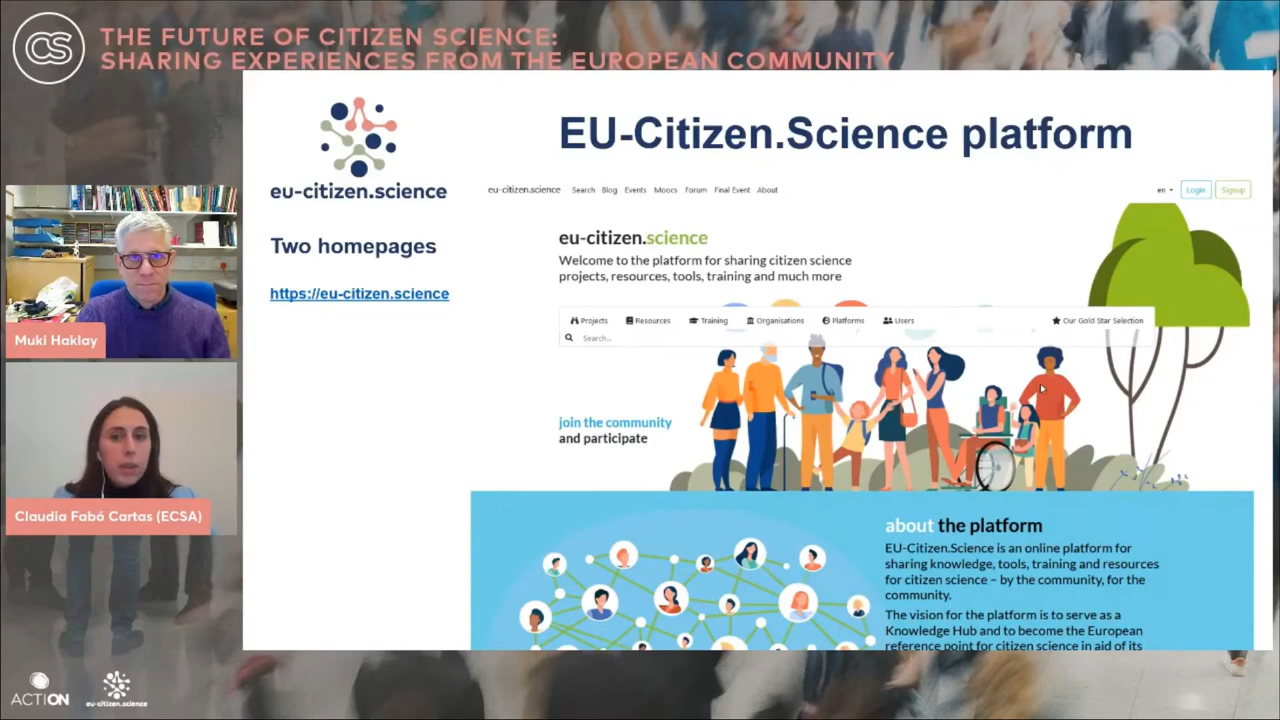 CS
THE FUTURE OF CITIZEN SCIENCE:
SHARING EXPERIENCES FROM THE EUROPEAN COMMUNITY
eu-citizen.science
Two homepages
https://eu-citizen.science
EU-Citizen.Science platform
eu-citizen.science Search Blog Events Moocs Forum Final Event About en Login Signup
eu-citizen.science
Welcome to the platform for sharing citizen science
projects, resources, tools, training and much more
Projects Resources Training Organisations Platforms Users Our Gold Star Selection
Search...
join the community
and participate
about the platform
EU-Citizen.Science is an online platform for
sharing knowledge, tools, training and resources
for citizen science – by the community, for the
community.
The vision for the platform is to serve as a
Knowledge Hub and to become the European
reference point for citizen science in aid of its
Muki Haklay
Claudia Fabó Cartas (ECSA)
ACTION
eu-citizen.science